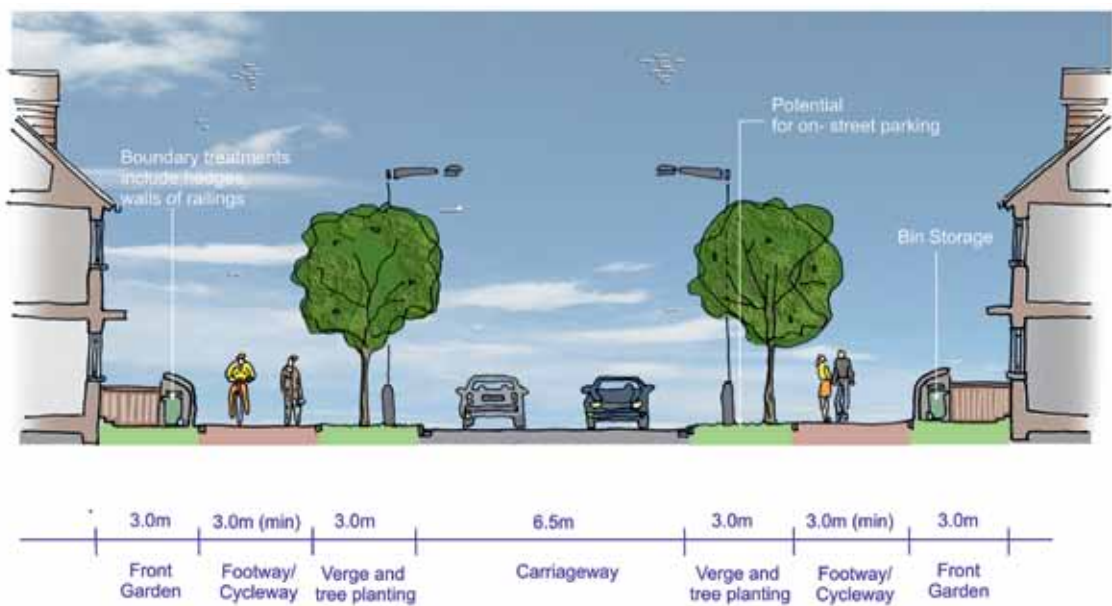 Potential
for on- street parking
Boundary treatments
include hedges,
walls of railings
Bin Storage
3.0m 3.0m (min) 3.0m 6.5m 3.0m 3.0m (min) 3.0m
Front Garden
Footway/ Cycleway
Verge and tree planting
Carriageway
Verge and tree planting
Footway/ Cycleway
Front Garden